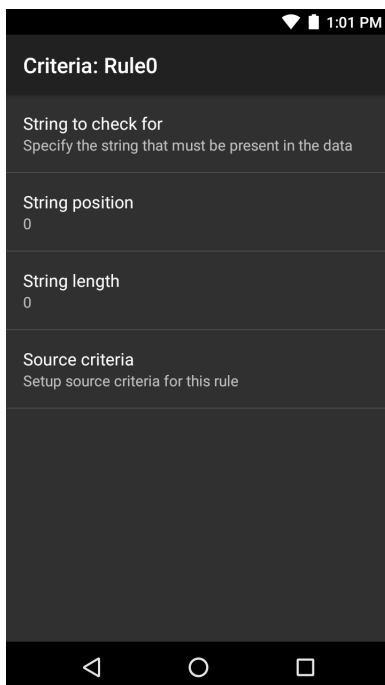 1:01 PM
Criteria: Rule0
String to check for
Specify the string that must be present in the data
String position
0
String length
0
Source criteria
Setup source criteria for this rule